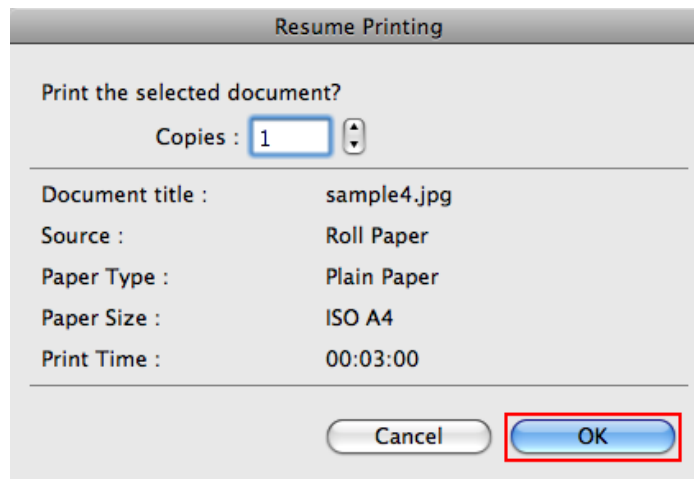 Resume Printing
Print the selected document?
Copies : 1
Document title : sample4.jpg
Source : Roll Paper
Paper Type : Plain Paper
Paper Size : ISO A4
Print Time : 00:03:00
Cancel OK